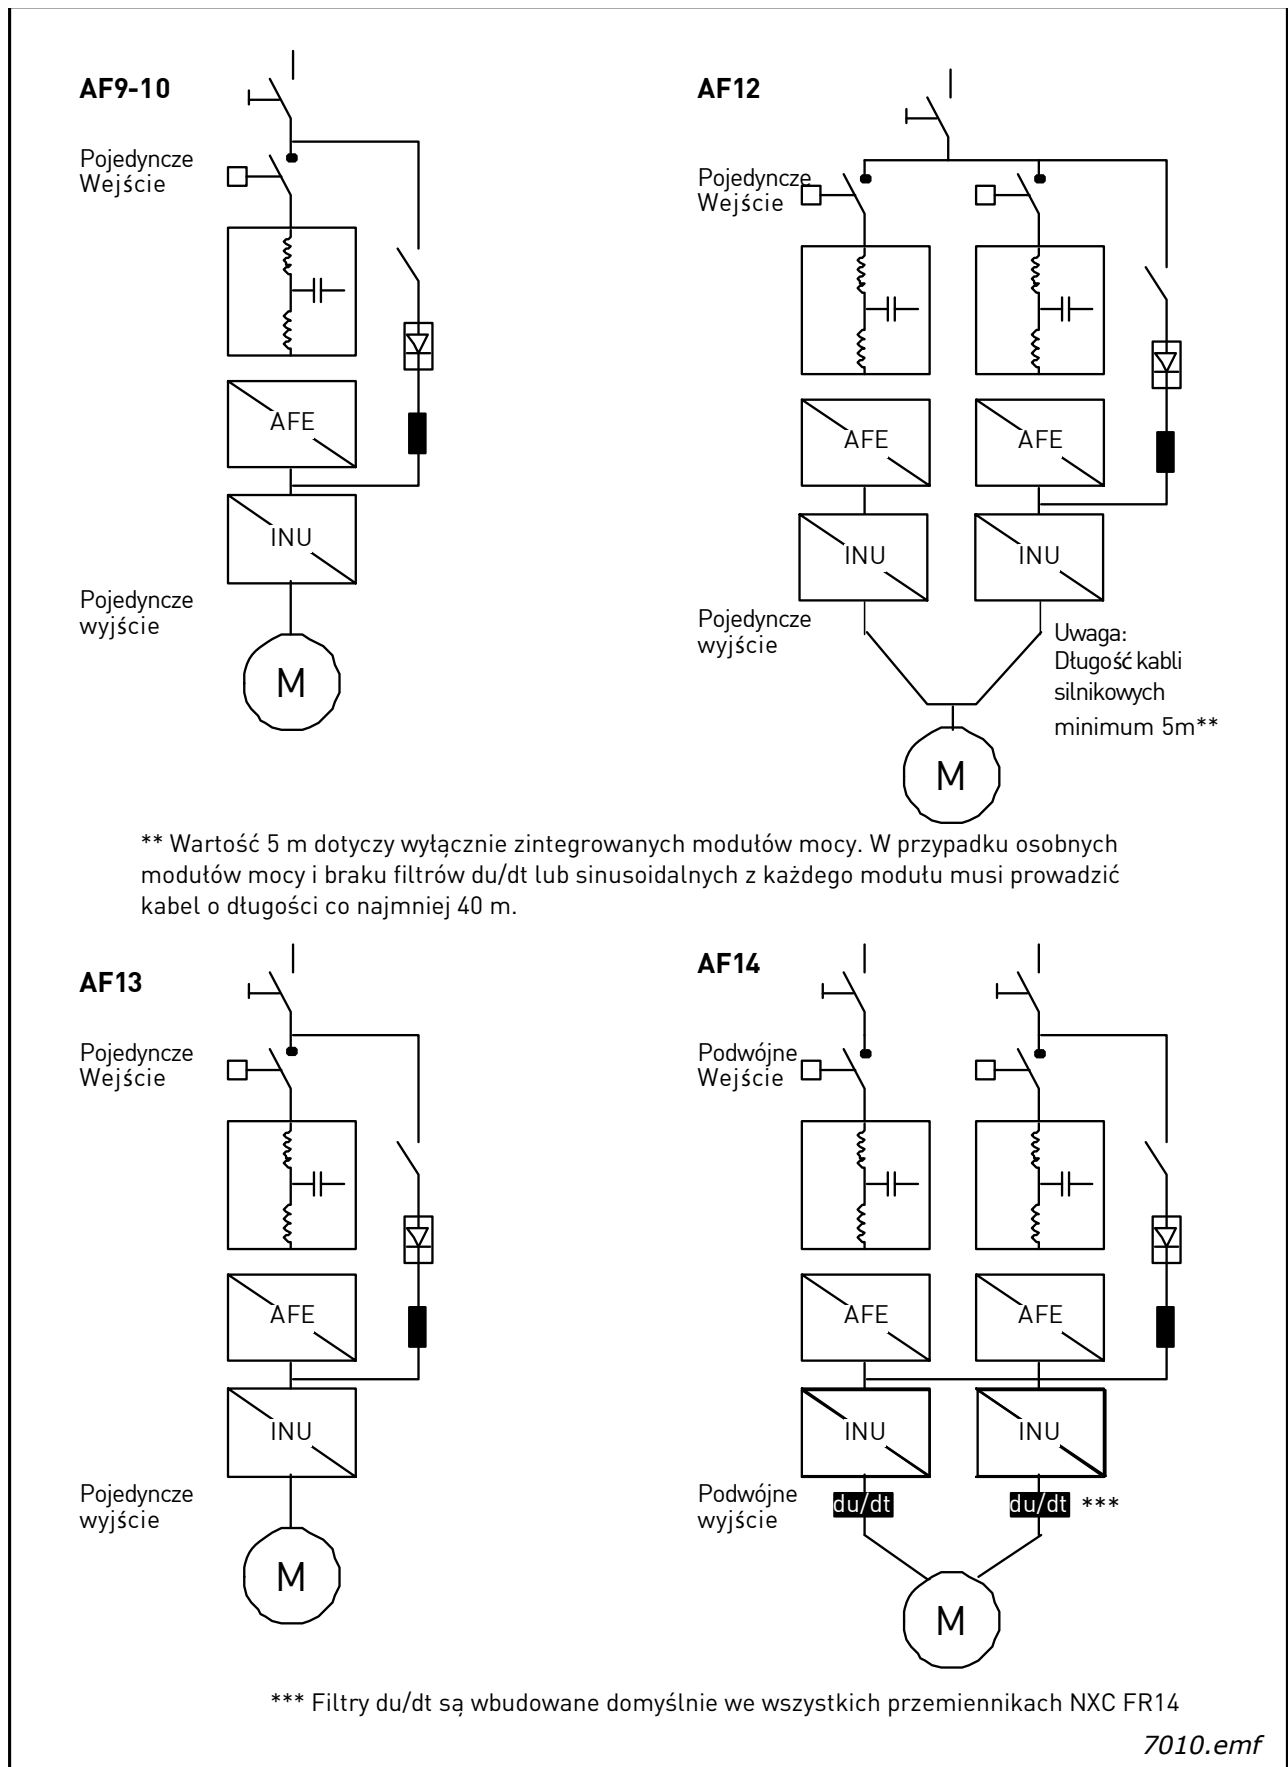 AF9-10
Pojedyncze
Wejście
AFE
INU
Pojedyncze
wyjście
M
AF12
Pojedyncze
Wejście
AFE
AFE
INU
INU
Pojedyncze
wyjście
Uwaga:
Długość kabli
silnikowych
minimum 5m**
M
** Wartość 5 m dotyczy wyłącznie zintegrowanych modułów mocy. W przypadku osobnych
modułów mocy i braku filtrów du/dt lub sinusoidalnych z każdego modułu musi prowadzić
kabel o długości co najmniej 40 m.
AF13
Pojedyncze
Wejście
AFE
INU
Pojedyncze
wyjście
M
AF14
Podwójne
Wejście
AFE
AFE
INU
INU
Podwójne
wyjście
du/dt
du/dt ***
M
*** Filtry du/dt są wbudowane domyślnie we wszystkich przemiennikach NXC FR14
7010.emf